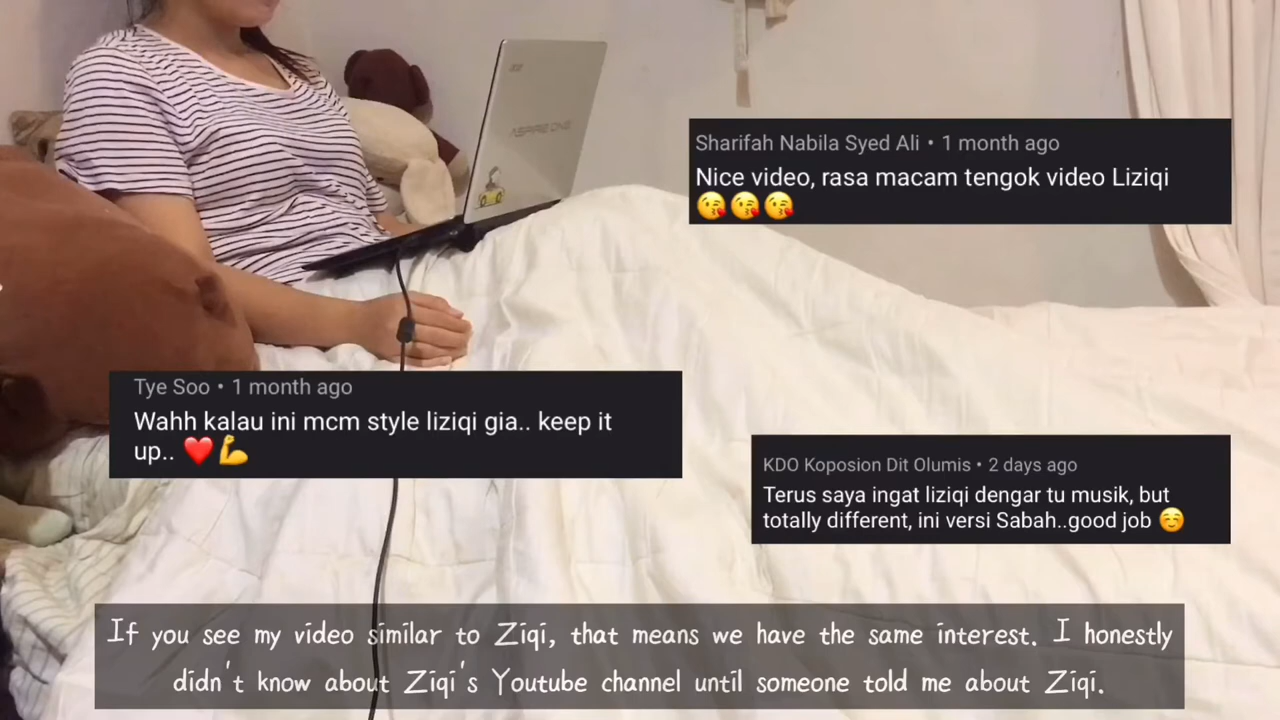 acer
ASPIRE ONE
Sharifah Nabila Syed Ali • 1 month ago
Nice video, rasa macam tengok video Liziqi
😘😘😘
Tye Soo • 1 month ago
Wahh kalau ini mcm style liziqi gia.. keep it
up.. ❤️💪
KDO Koposion Dit Olumis • 2 days ago
Terus saya ingat liziqi dengar tu musik, but
totally different, ini versi Sabah..good job ☺️
If you see my video similar to Ziqi, that means we have the same interest. I honestly
didn't know about Ziqi's Youtube channel until someone told me about Ziqi.